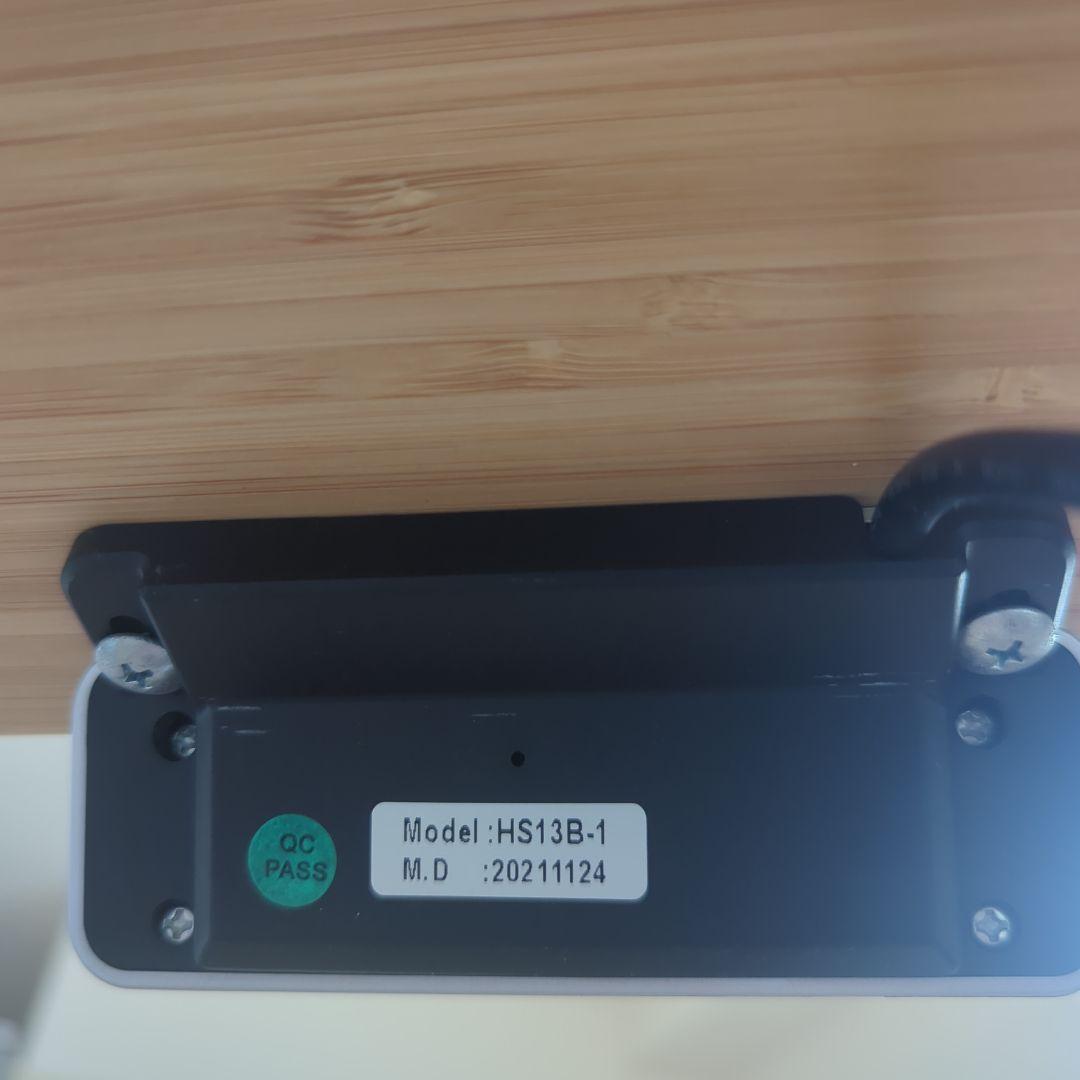 QC
PASS
Model :HS13B-1
M.D :20211124